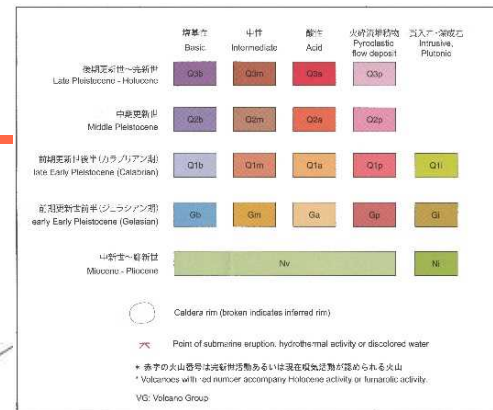 塩基性 中性 酸性 火砕流堆積物 貫入岩・深成岩
Basic Intermediate Acid Pyroclastic flow deposit Intrusive, Plutonic
後期更新世～完新世
Late Pleistocene - Holocene
Q3b Q3m Q3a Q3p
中期更新世
Middle Pleistocene
Q2b Q2m Q2a Q2p
前期更新世後半(カラブリアン期)
late Early Pleistocene (Calabrian)
Q1b Q1m Q1a Q1p Q1i
前期更新世前半(ジェラシアン期)
early Early Pleistocene (Gelasian)
Gb Gm Ga Gp Gi
中新世～鮮新世
Miocene - Pliocene
Nv Ni
Caldera rim (broken indicates inferred rim)
Point of submarine eruption, hydrothermal activity or discolored water
* 赤字の火山番号は完新世活動あるいは現在噴気活動が認められる火山
* Volcanoes with red number accompany Holocene activity or fumarolic activity.
VG: Volcano Group